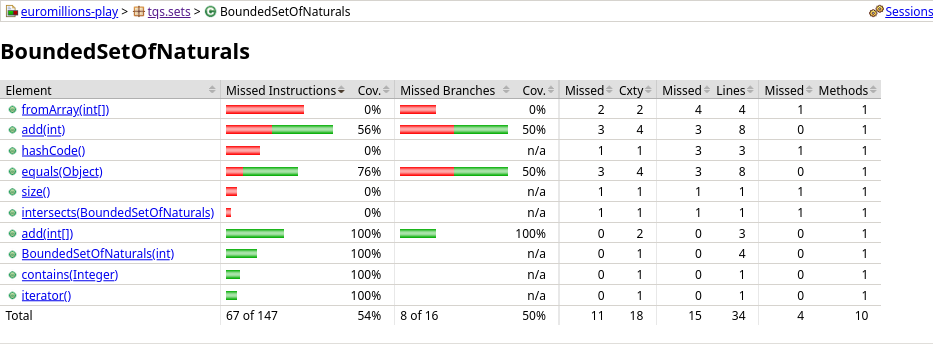 euromillions-play > tqs.sets > BoundedSetOfNaturals Sessions
BoundedSetOfNaturals
Element Missed Instructions Cov. Missed Branches Cov. Missed Cxty Missed Lines Missed Methods
fromArray(int[]) 0% 0% 2 2 4 4 1 1
add(int) 56% 50% 3 4 3 8 0 1
hashCode() 0% n/a 1 1 3 3 1 1
equals(Object) 76% 50% 3 4 3 8 0 1
size() 0% n/a 1 1 1 1 1 1
intersects(BoundedSetOfNaturals) 0% n/a 1 1 1 1 1 1
add(int[]) 100% 100% 0 2 0 3 0 1
BoundedSetOfNaturals(int) 100% n/a 0 1 0 4 0 1
contains(Integer) 100% n/a 0 1 0 1 0 1
iterator() 100% n/a 0 1 0 1 0 1
Total 67 of 147 54% 8 of 16 50% 11 18 15 34 4 10